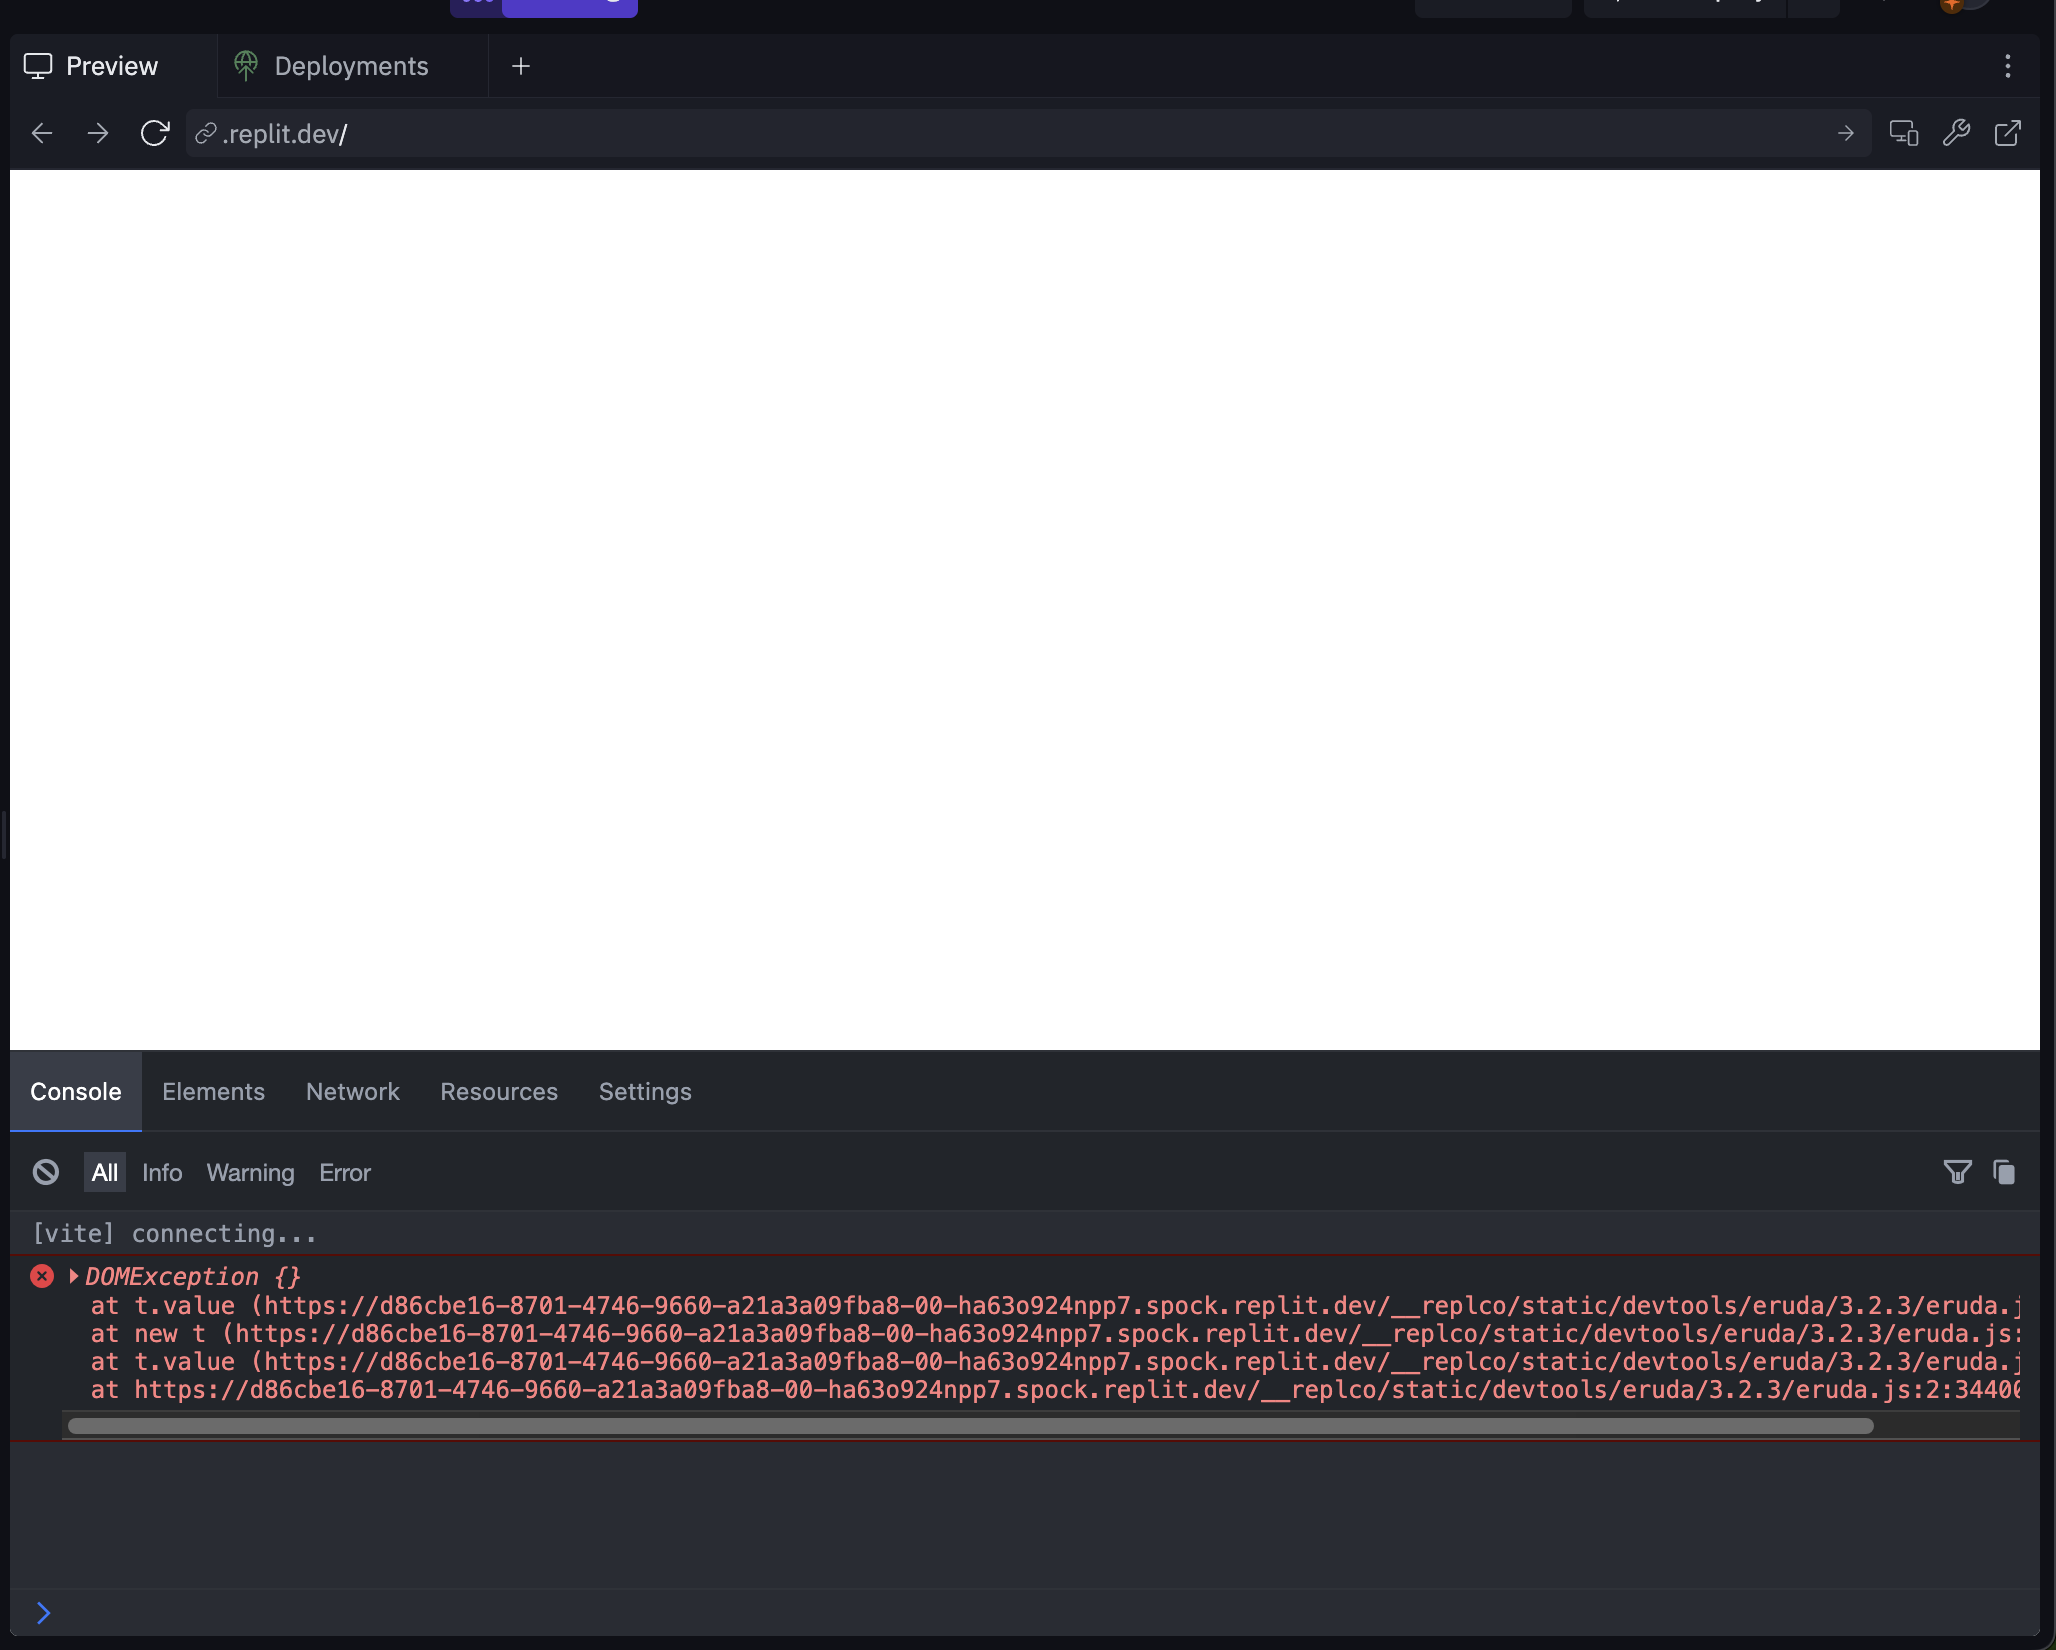 Preview
Deployments
.replit.dev/
Console Elements Network Resources Settings
All Info Warning Error
[vite] connecting...
DOMException {}
at t.value (https://d86cbe16-8701-4746-9660-a21a3a09fba8-00-ha63o924npp7.spock.replit.dev/__replco/static/devtools/eruda/3.2.3/eruda.j
at new t (https://d86cbe16-8701-4746-9660-a21a3a09fba8-00-ha63o924npp7.spock.replit.dev/__replco/static/devtools/eruda/3.2.3/eruda.js:
at t.value (https://d86cbe16-8701-4746-9660-a21a3a09fba8-00-ha63o924npp7.spock.replit.dev/__replco/static/devtools/eruda/3.2.3/eruda.j
at https://d86cbe16-8701-4746-9660-a21a3a09fba8-00-ha63o924npp7.spock.replit.dev/__replco/static/devtools/eruda/3.2.3/eruda.js:2:34400